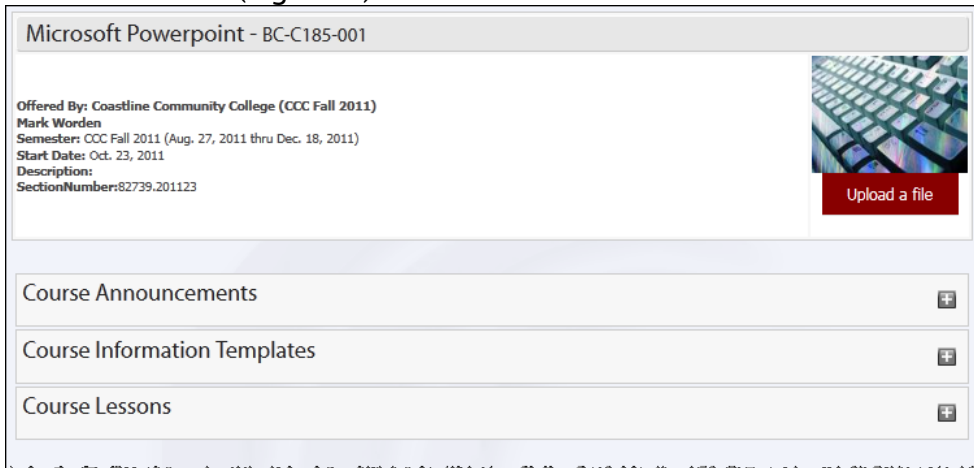 Microsoft Powerpoint - BC-C185-001
Offered By: Coastline Community College (CCC Fall 2011)
Mark Worden
Semester: CCC Fall 2011 (Aug. 27, 2011 thru Dec. 18, 2011)
Start Date: Oct. 23, 2011
Description:
SectionNumber:82739.201123
Upload a file
Course Announcements
Course Information Templates
Course Lessons